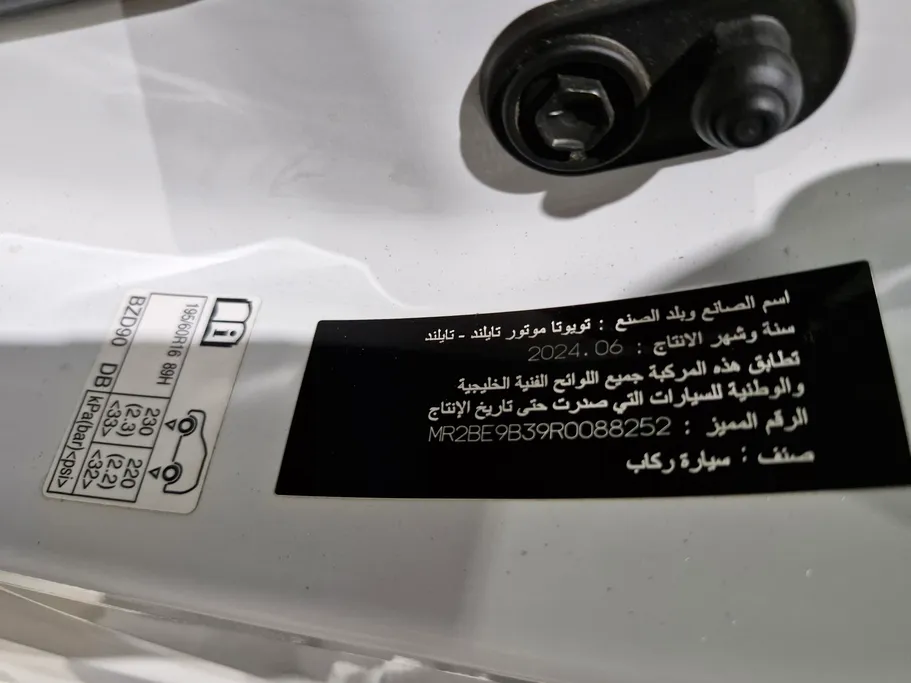 اسم الصانع وبلد الصنع : تويوتا موتور تايلند - تايلند
سنة وشهر الانتاج : 2024.06
تطابق هذه المركبة جميع اللوائح الفنية الخليجية
والوطنية للسيارات التي صدرت حتى تاريخ الإنتاج
الرقم المميز : MR2BE9B39R0088252
صنف : سيارة ركاب
195/60R16 89H
230 (2.3) <33>
220 (2.2) <32>
kPa(bar)<psi>
BZD90 DB